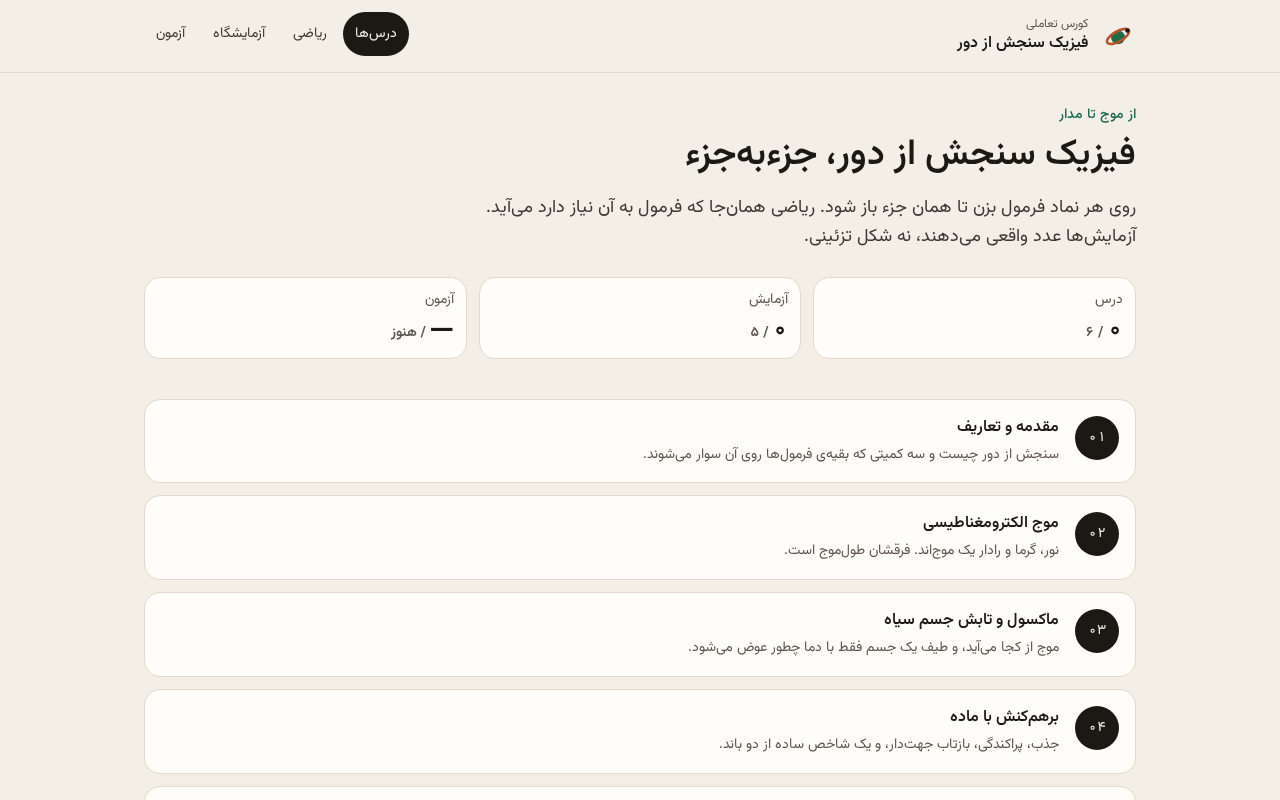 کورس تعاملی
فیزیک سنجش از دور
درس‌ها
ریاضی
آزمایشگاه
آزمون
از موج تا مدار
فیزیک سنجش از دور، جزءبه‌جزء
روی هر نماد فرمول بزن تا همان جزء باز شود. ریاضی همان‌جا که فرمول به آن نیاز دارد می‌آید.
آزمایش‌ها عدد واقعی می‌دهند، نه شکل تزئینی.
درس
۰ / ۶
آزمایش
۰ / ۵
آزمون
— / هنوز
۰۱
مقدمه و تعاریف
سنجش از دور چیست و سه کمیتی که بقیه‌ی فرمول‌ها روی آن سوار می‌شوند.
۰۲
موج الکترومغناطیسی
نور، گرما و رادار یک موج‌اند. فرقشان طول‌موج است.
۰۳
ماکسول و تابش جسم سیاه
موج از کجا می‌آید، و طیف یک جسم فقط با دما چطور عوض می‌شود.
۰۴
برهم‌کنش با ماده
جذب، پراکندگی، بازتاب جهت‌دار، و یک شاخص ساده از دو باند.